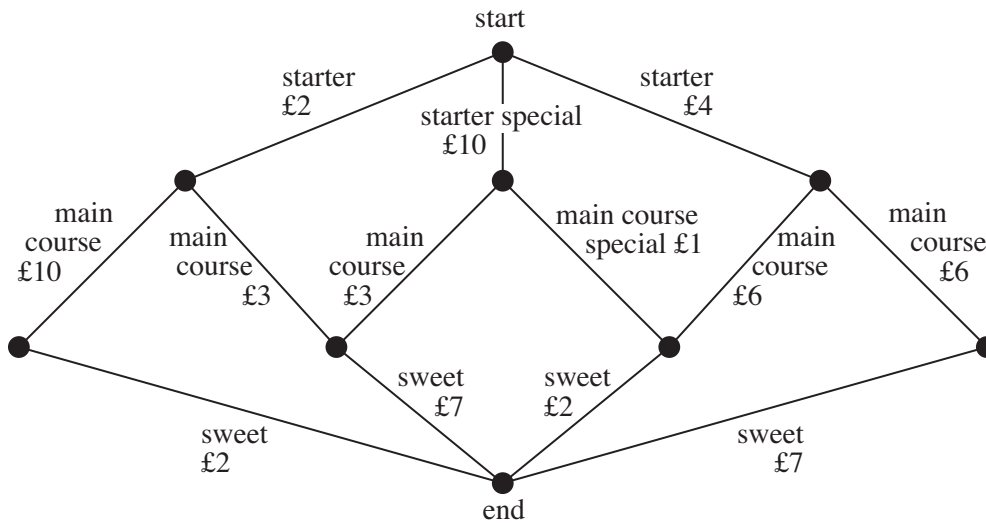 start
starter
£2
starter special
£10
starter
£4
main
course
£10
main
course
£3
main
course
£3
main course
special £1
main
course
£6
main
course
£6
sweet
£2
sweet
£7
sweet
£2
sweet
£7
end